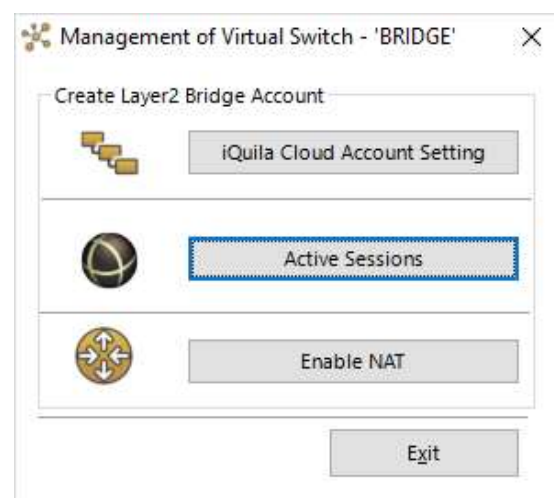 Management of Virtual Switch - 'BRIDGE'
Create Layer2 Bridge Account
iQuila Cloud Account Setting
Active Sessions
Enable NAT
Exit